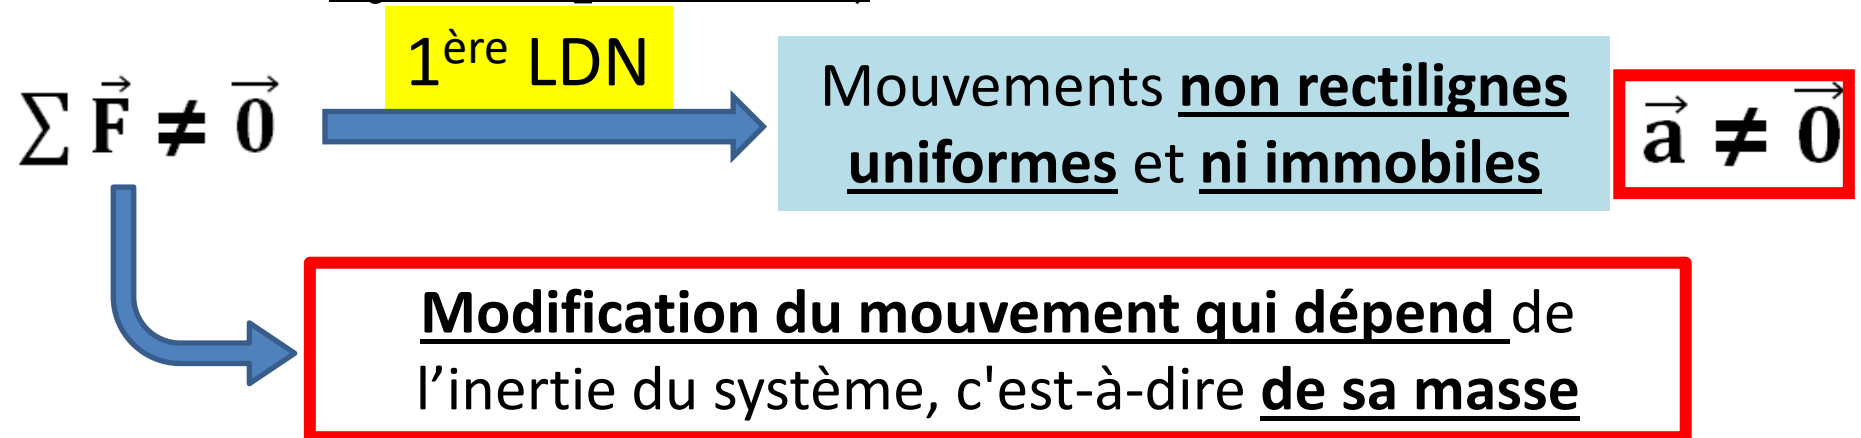 1ère LDN
∑ F⃗ ≠ 0⃗
Mouvements non rectilignes
uniformes et ni immobiles
a⃗ ≠ 0⃗
Modification du mouvement qui dépend de
l’inertie du système, c'est-à-dire de sa masse